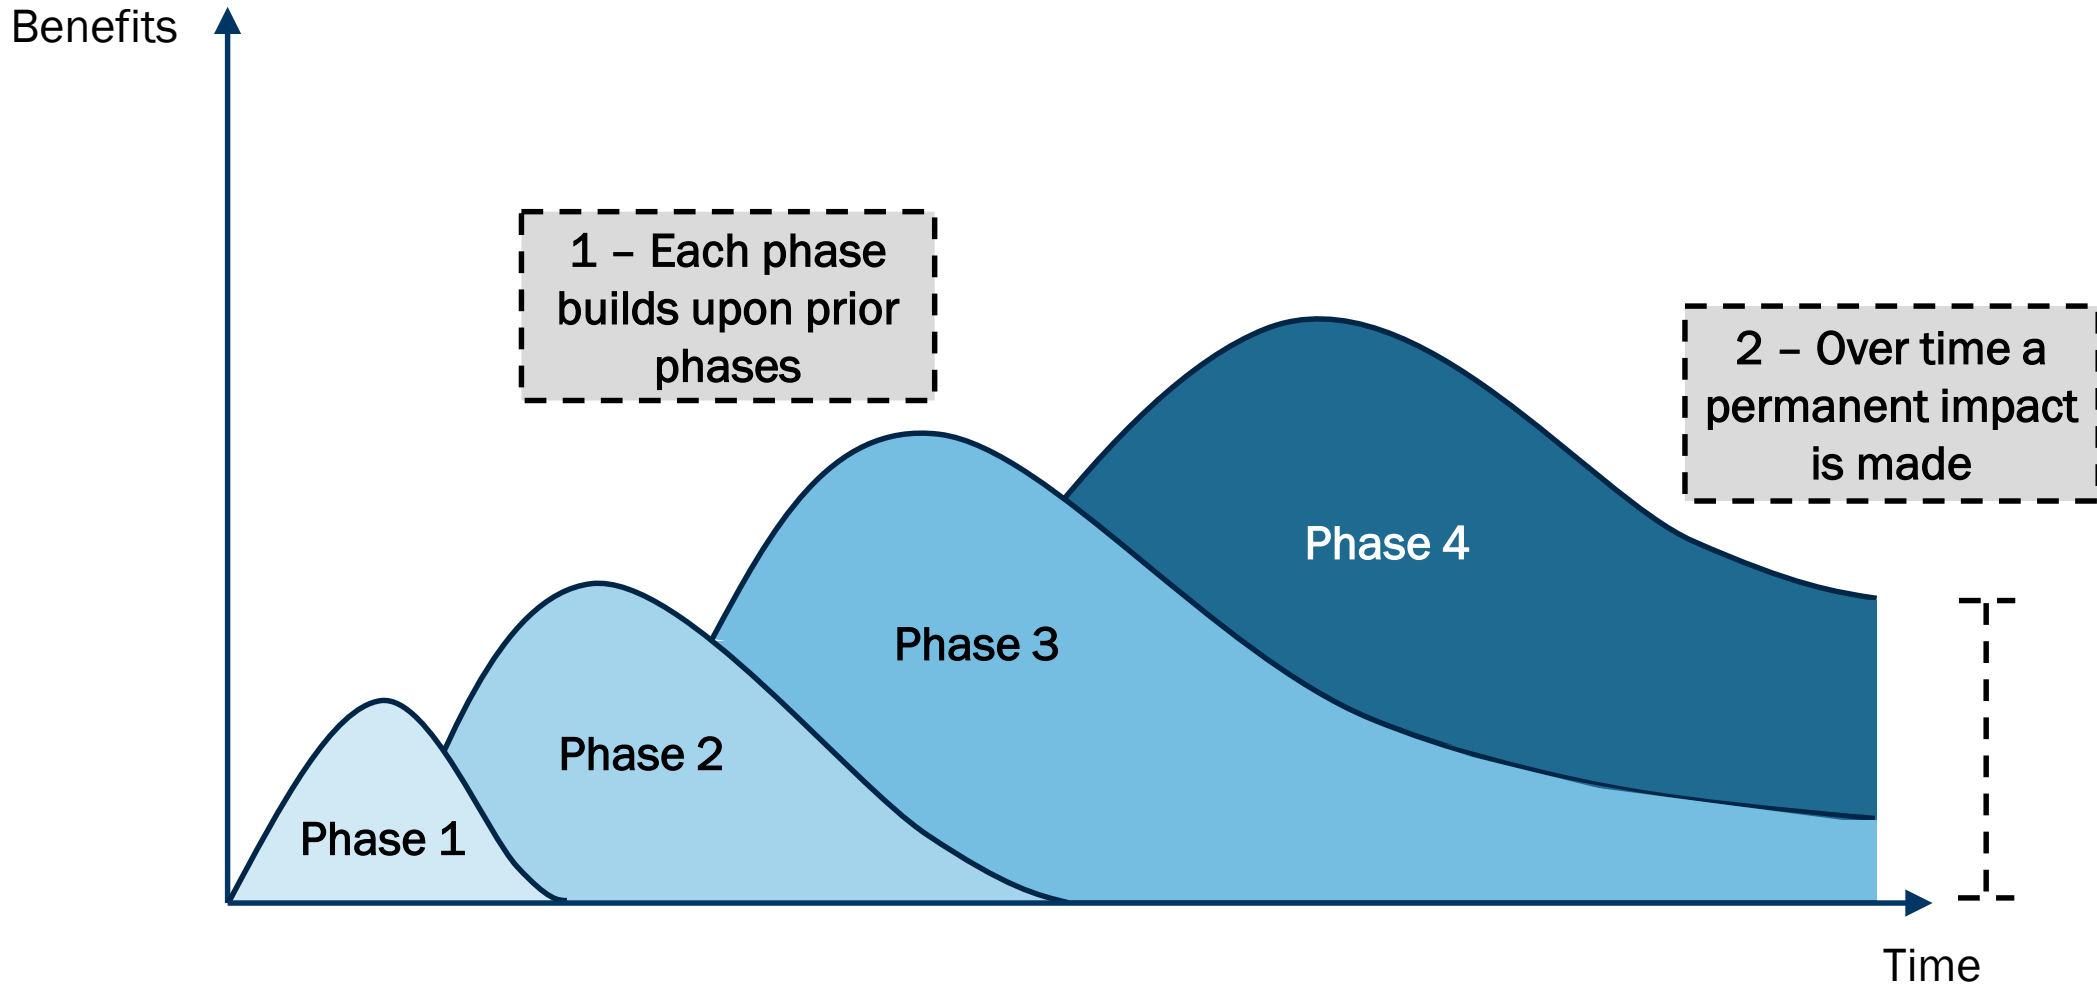 Benefits
1 – Each phase
builds upon prior
phases
2 – Over time a
permanent impact
is made
Phase 4
Phase 3
Phase 2
Phase 1
Time